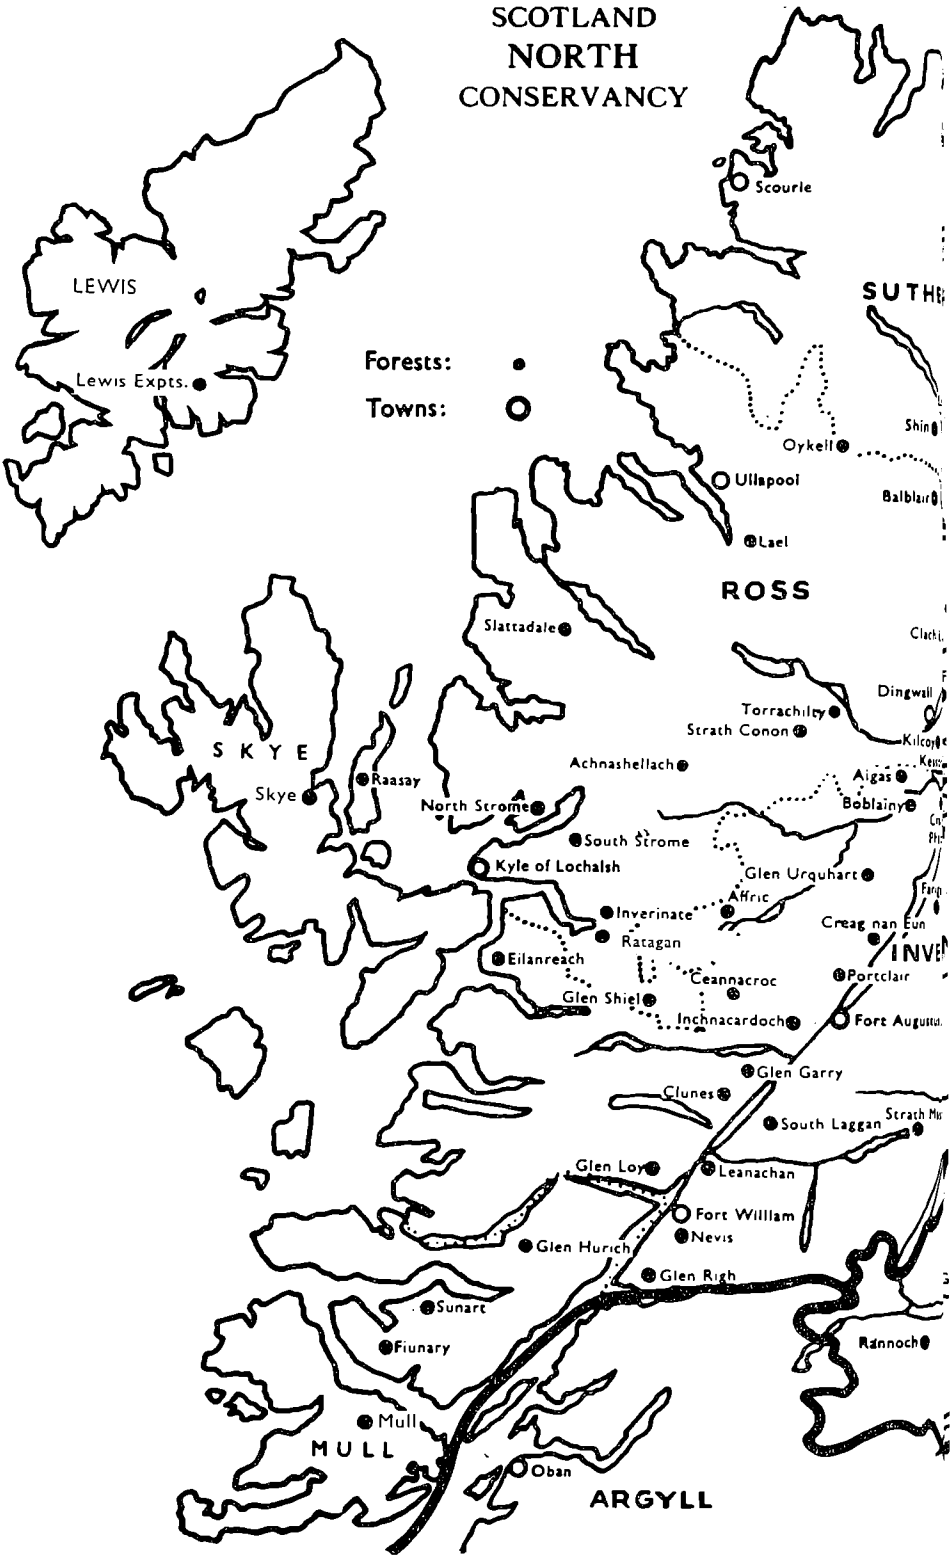 SCOTLAND
NORTH
CONSERVANCY
Scourie
LEWIS
Forests:
Lewis Expts.
Towns:
Shin
Oykell
Ullapool
Balblair
Lael
ROSS
Slattadale
Dingwall
Torrachilty
Strath Conon
Kilcoy
SKYE
Achnashellach
Aigas
Raasay
Skye
North Strome
Boblainy
South Strome
Kyle of Lochalsh
Glen Urquhart
Affric
Inverinate
Creag nan Eun
Ratagan
Eilanreach
Portclair
Ceannacroc
Glen Shiel
Inchnacardoch
Fort Augustus.
Glen Garry
Clunes
South Laggan
Strath
Glen Loy
Leanachan
Fort William
Nevis
Glen Hurich
Glen Righ
Sunart
Fiunary
Rannoch
Mull
MULL
Oban
ARGYLL